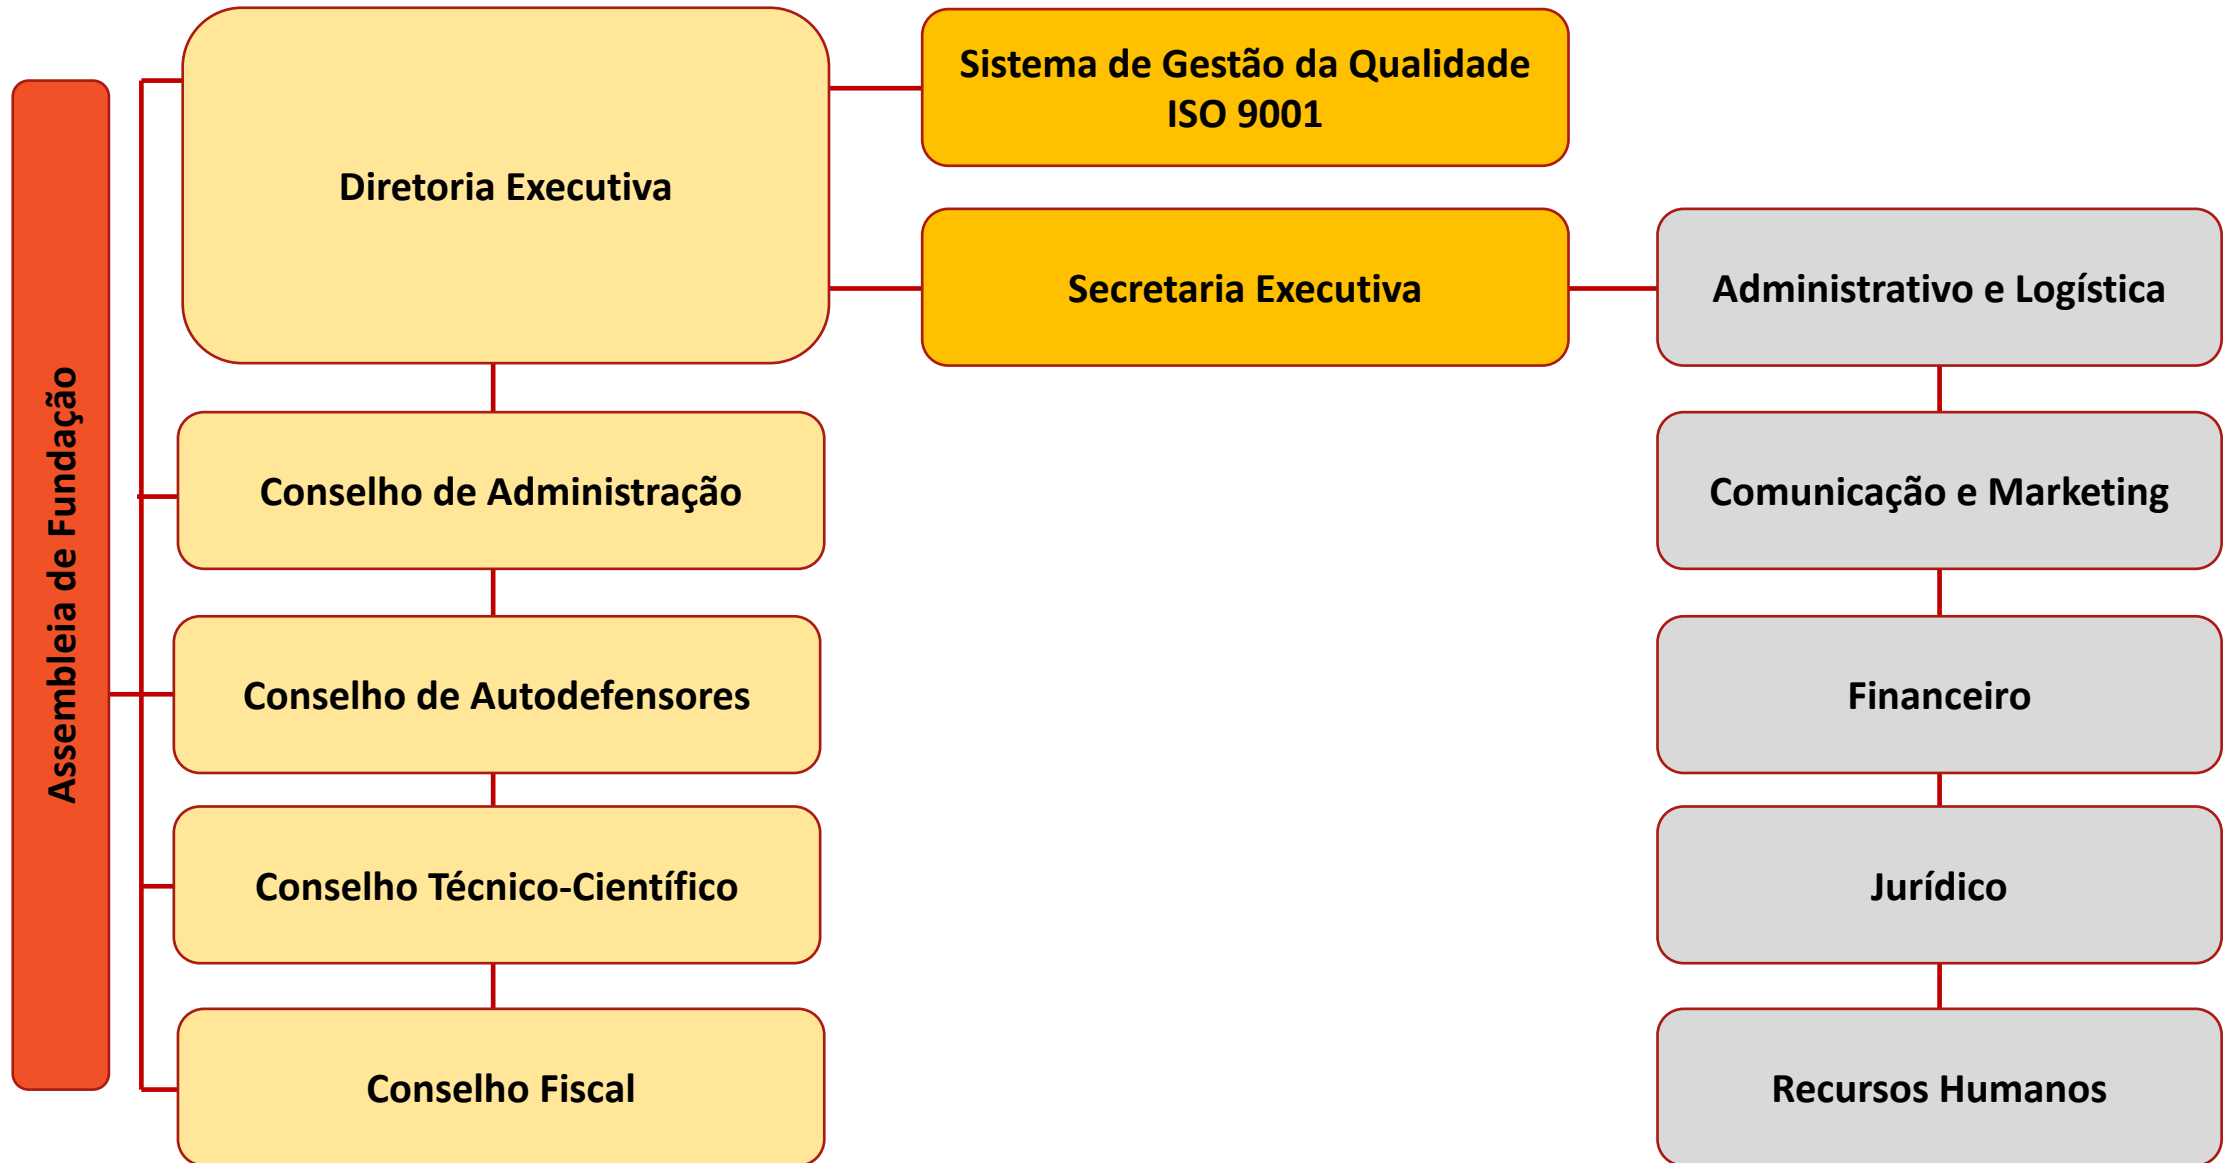 Assembleia de Fundação
Diretoria Executiva
Sistema de Gestão da Qualidade
ISO 9001
Secretaria Executiva
Administrativo e Logística
Conselho de Administração
Comunicação e Marketing
Conselho de Autodefensores
Financeiro
Conselho Técnico-Científico
Jurídico
Conselho Fiscal
Recursos Humanos